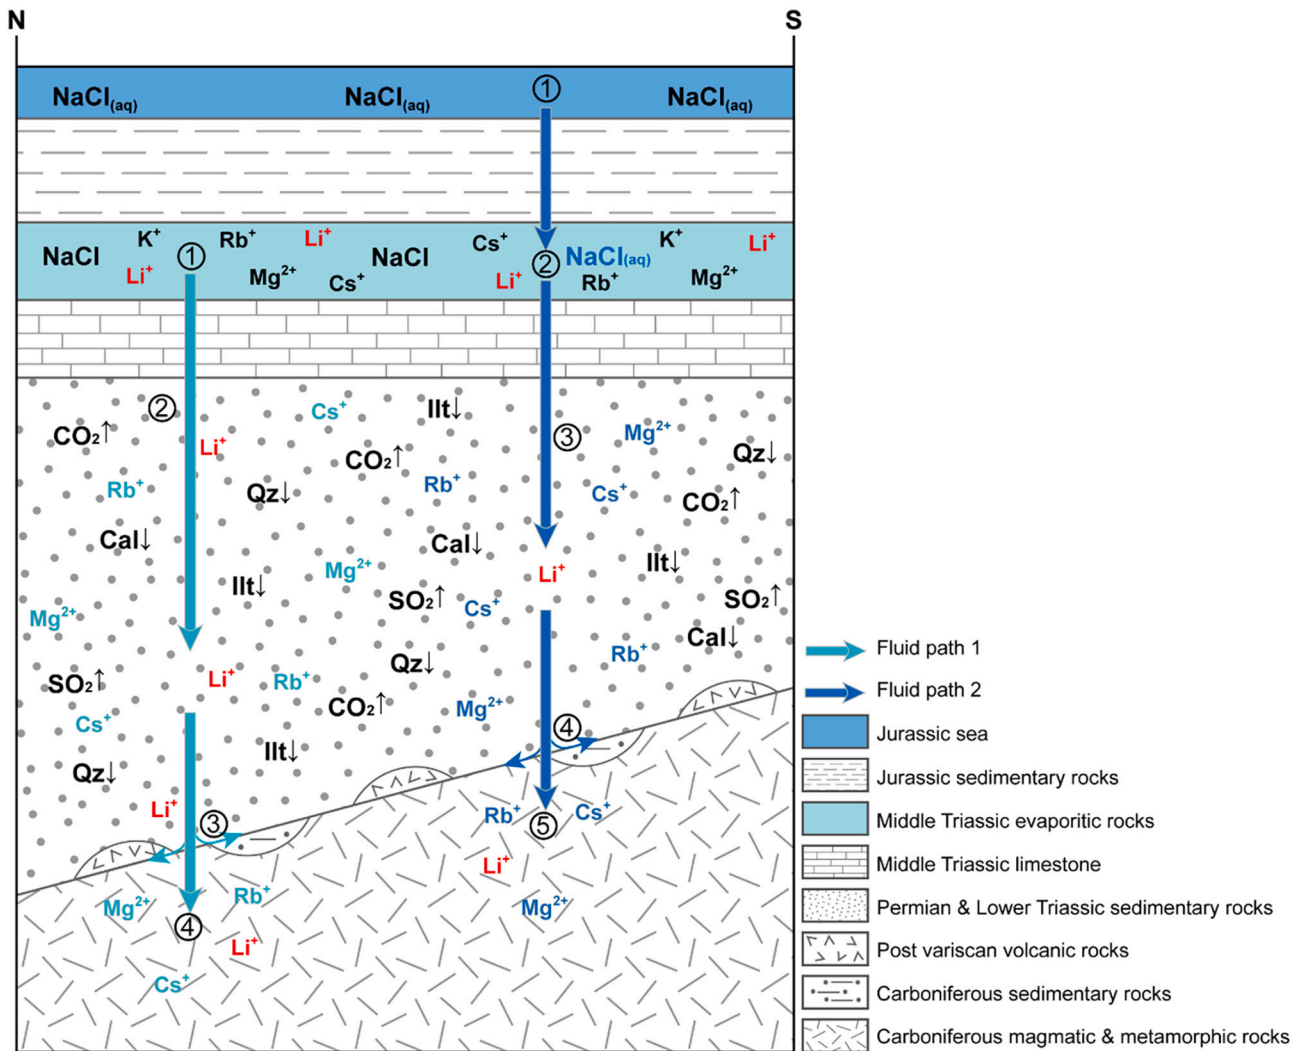 N S
①
NaCl(aq) NaCl(aq) NaCl(aq)
K⁺ Rb⁺ Li⁺ Cs⁺ K⁺ Li⁺
NaCl ① NaCl ② NaCl(aq)
Li⁺ Mg²⁺ Cs⁺ Li⁺ Rb⁺ Mg²⁺
② Cs⁺ Ilt↓
CO₂↑ Li⁺ ③ Mg²⁺
CO₂↑ Qz↓
Rb⁺ Qz↓ Rb⁺ Cs⁺ CO₂↑
Cal↓ Cal↓
Ilt↓ Mg²⁺ Li⁺ Ilt↓
Mg²⁺ SO₂↑ Cs⁺ SO₂↑
Cal↓
SO₂↑ Li⁺ Rb⁺ Qz↓ Rb⁺
Cs⁺ CO₂↑ Mg²⁺
Qz↓ Ilt↓ ④
Li⁺ ③ Rb⁺ Cs⁺
⑤
Li⁺
Mg²⁺ Rb⁺ Mg²⁺
④ Li⁺
Cs⁺
Fluid path 1
Fluid path 2
Jurassic sea
Jurassic sedimentary rocks
Middle Triassic evaporitic rocks
Middle Triassic limestone
Permian & Lower Triassic sedimentary rocks
Post variscan volcanic rocks
Carboniferous sedimentary rocks
Carboniferous magmatic & metamorphic rocks